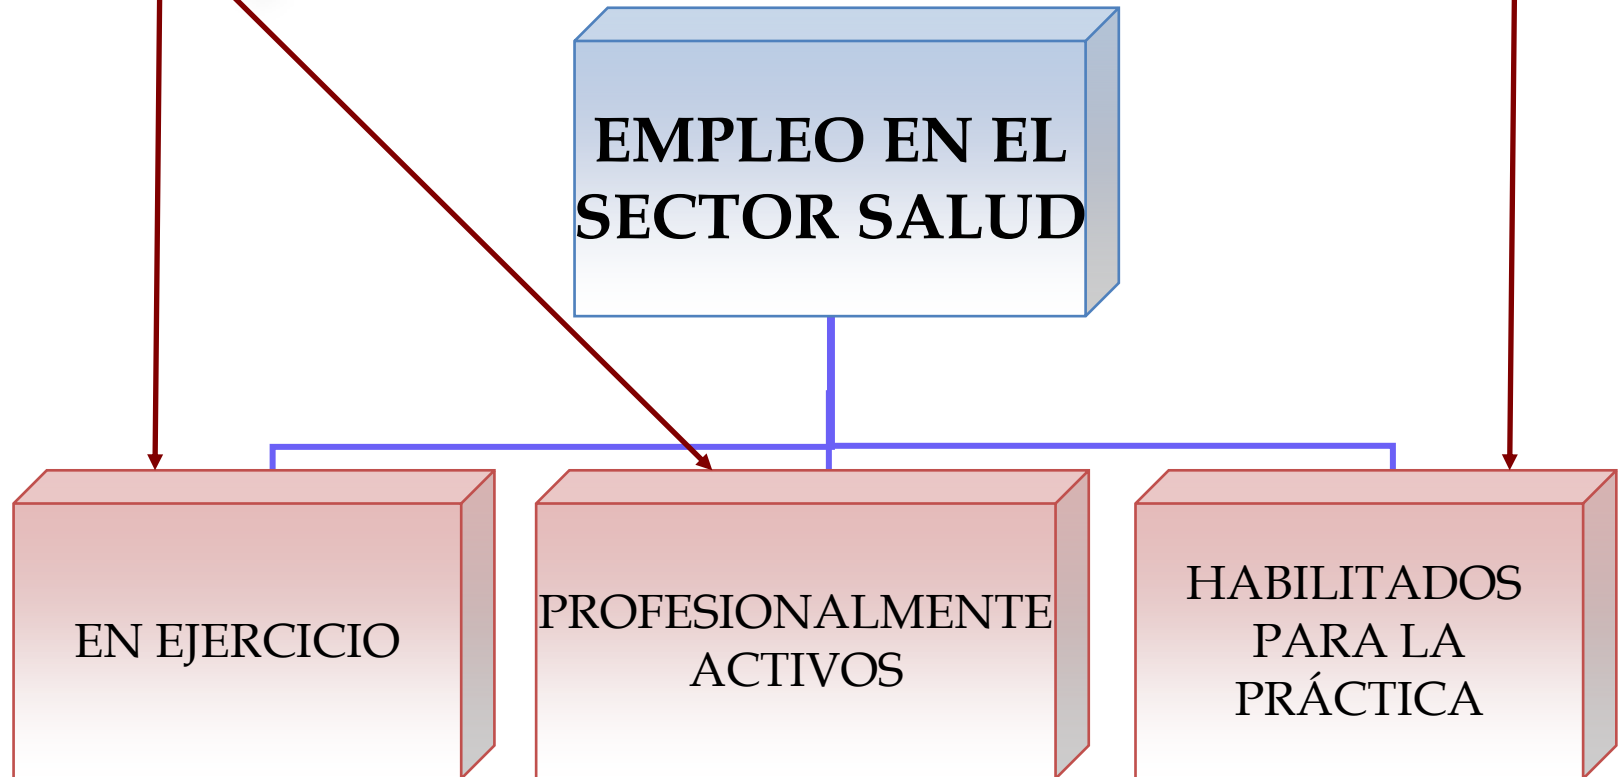 EMPLEO EN EL
SECTOR SALUD
EN EJERCICIO
PROFESIONALMENTE
ACTIVOS
HABILITADOS
PARA LA
PRÁCTICA